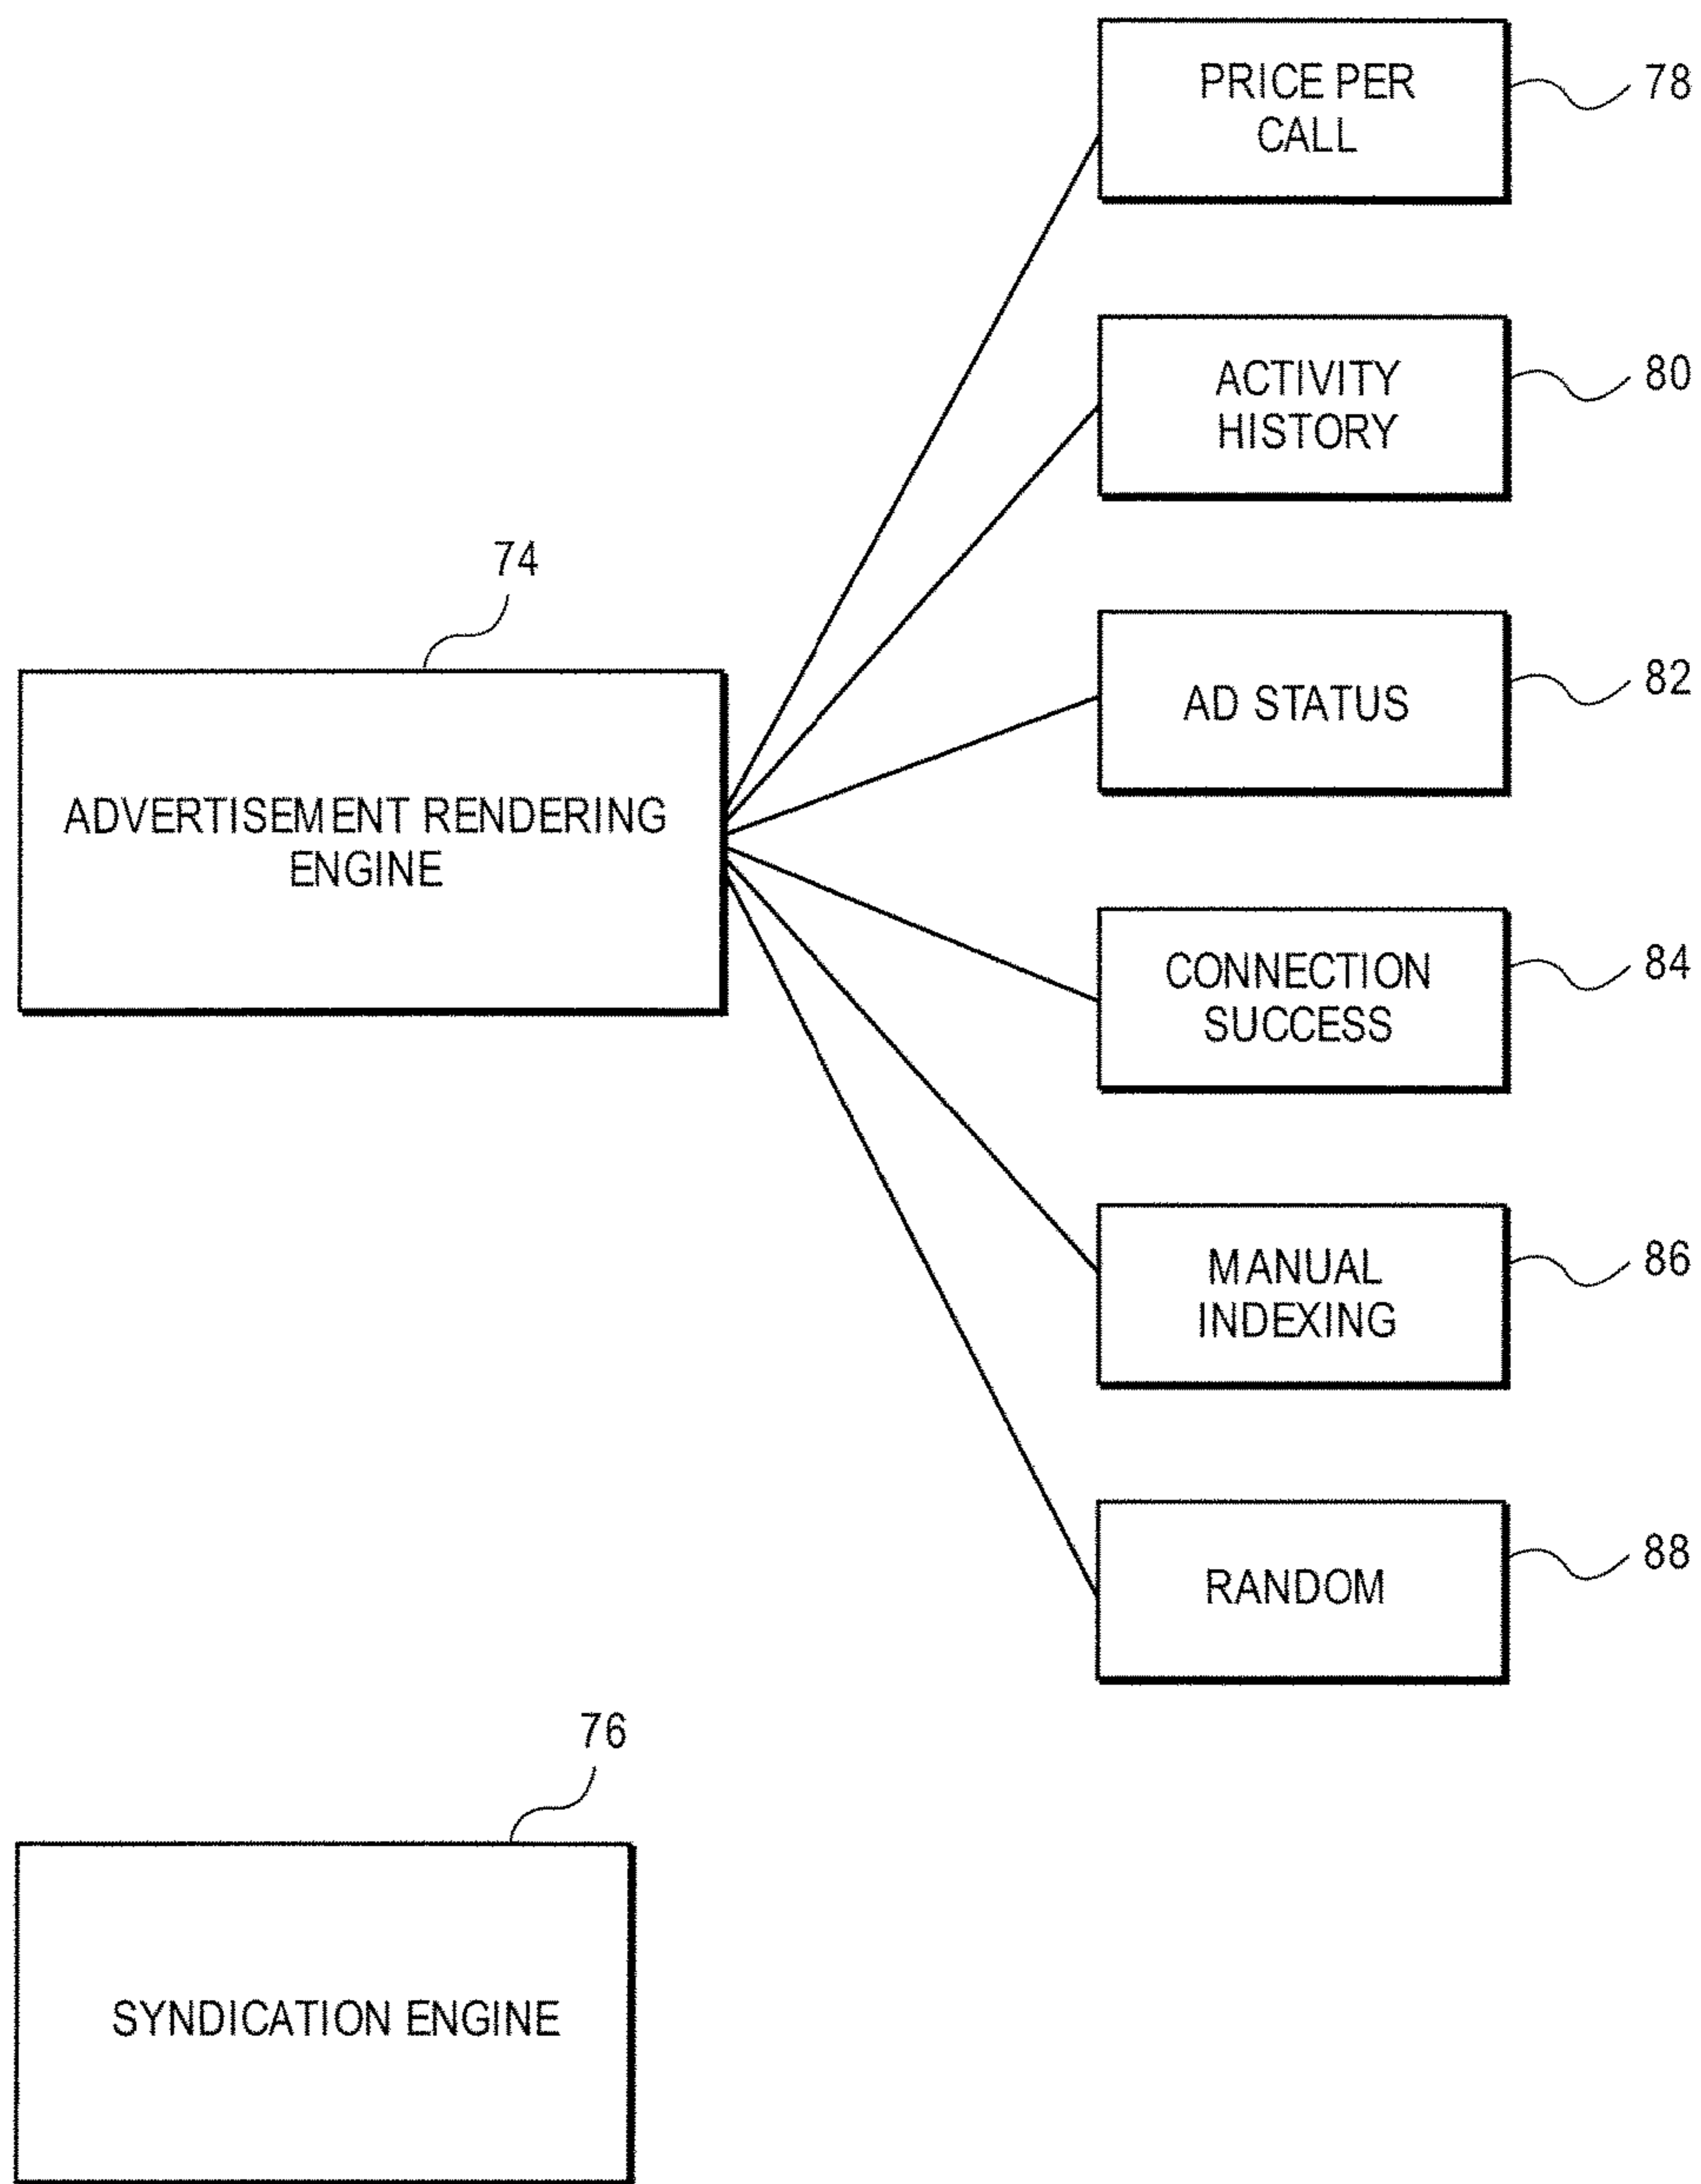 PRICE PER
CALL
78
ACTIVITY
HISTORY
80
74
ADVERTISEMENT RENDERING
ENGINE
AD STATUS
82
CONNECTION
SUCCESS
84
MANUAL
INDEXING
86
RANDOM
88
76
SYNDICATION ENGINE